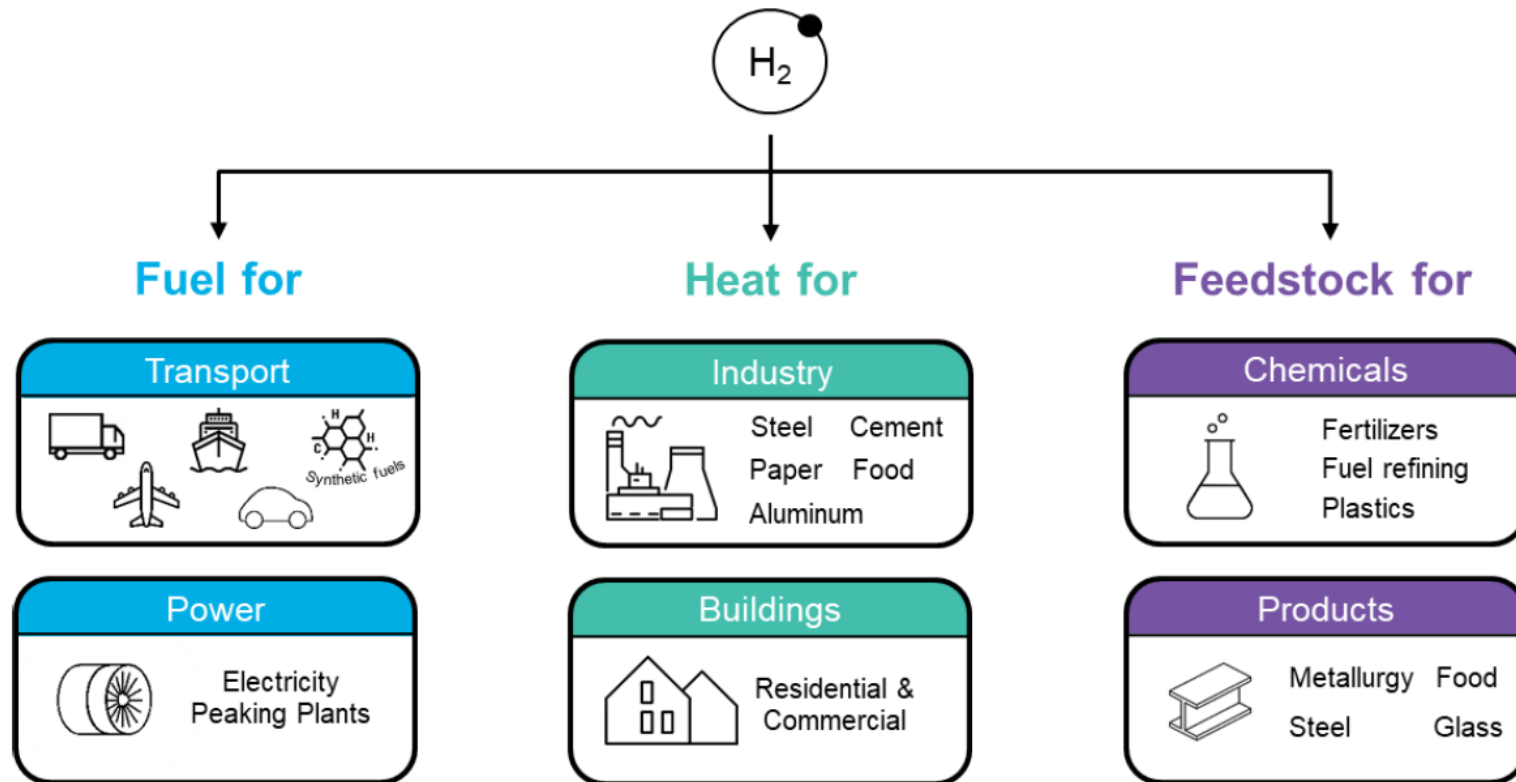 H₂
Fuel for
Transport
H
C H
Synthetic fuels
Power
Electricity
Peaking Plants
Heat for
Industry
Steel Cement
Paper Food
Aluminum
Buildings
Residential &
Commercial
Feedstock for
Chemicals
Fertilizers
Fuel refining
Plastics
Products
Metallurgy Food
Steel Glass